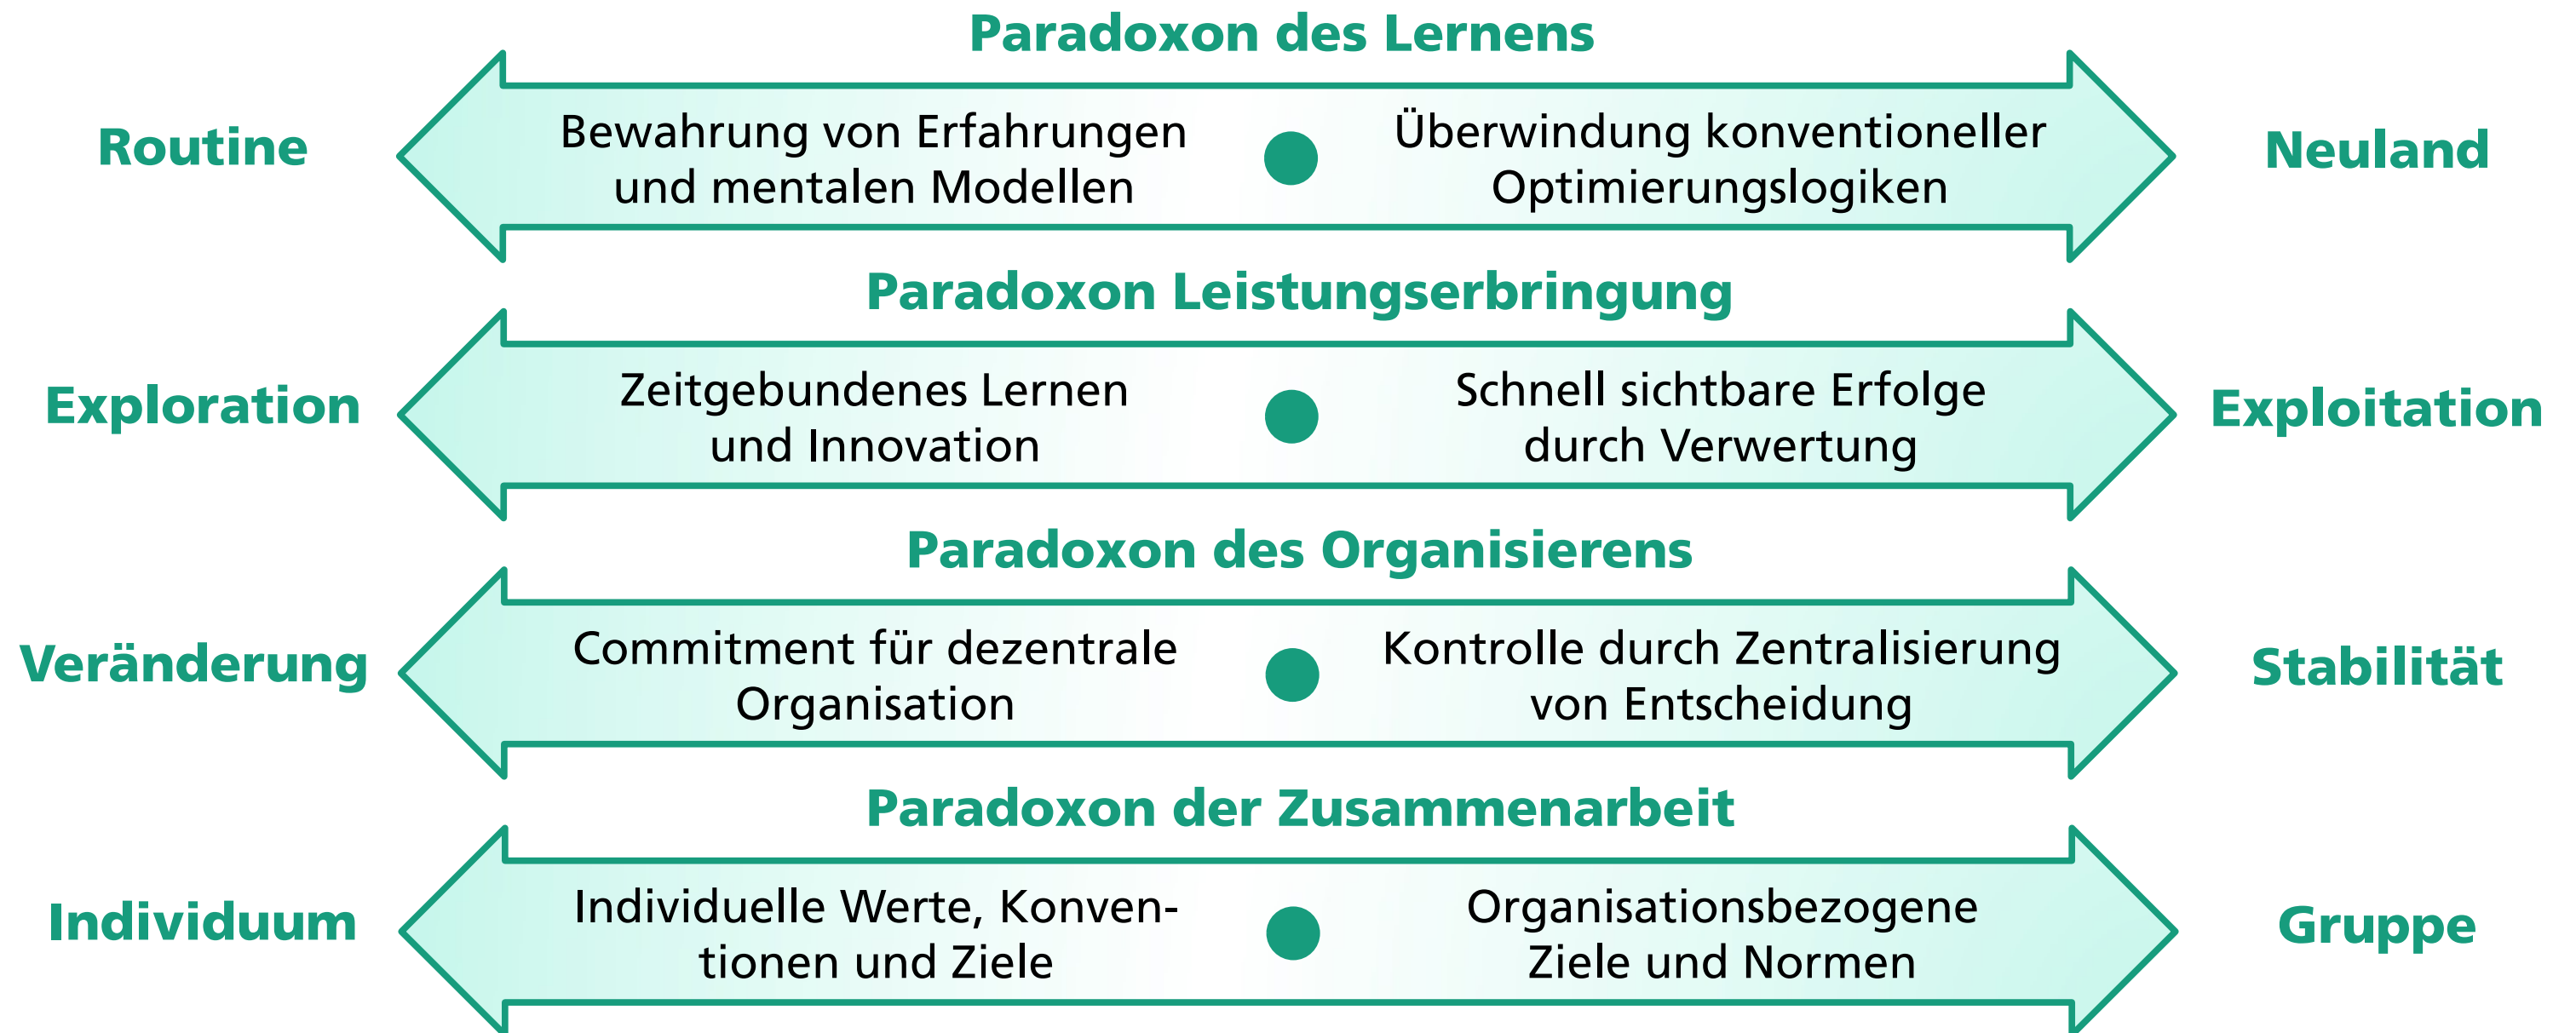 Paradoxon des Lernens
Routine
Bewahrung von Erfahrungen
und mentalen Modellen
Überwindung konventioneller
Optimierungslogiken
Neuland
Paradoxon Leistungserbringung
Exploration
Zeitgebundenes Lernen
und Innovation
Schnell sichtbare Erfolge
durch Verwertung
Exploitation
Paradoxon des Organisierens
Veränderung
Commitment für dezentrale
Organisation
Kontrolle durch Zentralisierung
von Entscheidung
Stabilität
Paradoxon der Zusammenarbeit
Individuum
Individuelle Werte, Konven-
tionen und Ziele
Organisationsbezogene
Ziele und Normen
Gruppe